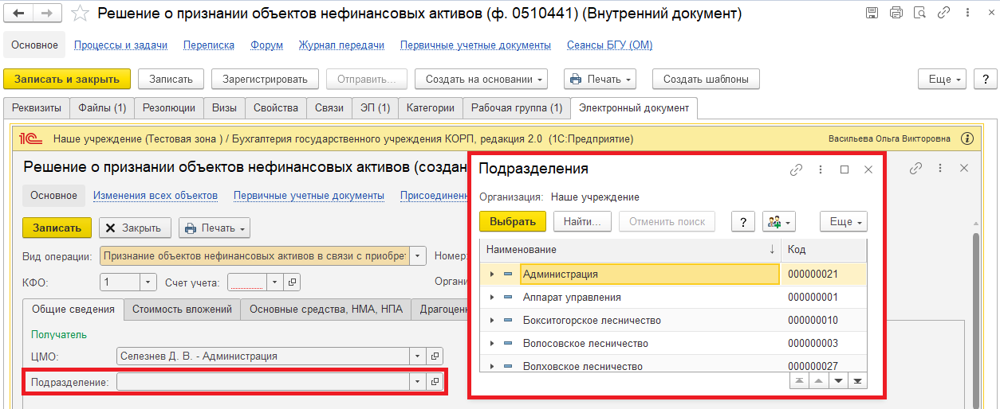 Решение о признании объектов нефинансовых активов (ф. 0510441) (Внутренний документ)
Основное Процессы и задачи Переписка Форум Журнал передачи Первичные учетные документы Сеансы БГУ (ОМ)
Записать и закрыть Записать Зарегистрировать Отправить... Создать на основании Печать Создать шаблоны Еще ?
Реквизиты Файлы (1) Резолюции Визы Свойства Связи ЭП (1) Категории Рабочая группа (1) Электронный документ
1С Наше учреждение (Тестовая зона ) / Бухгалтерия государственного учреждения КОРП, редакция 2.0 (1С:Предприятие) Васильева Ольга Викторовна
Решение о признании объектов нефинансовых активов (создан
Основное Изменения всех объектов Первичные учетные документы Присоединенн
Записать Закрыть Печать
Вид операции: Признание объектов нефинансовых активов в связи с приобрет Номер:
КФО: 1 Счет учета: Органи
Общие сведения Стоимость вложений Основные средства, НМА, НПА Драгоцен
Получатель
ЦМО: Селезнев Д. В. - Администрация
Подразделение:
Подразделения
Организация: Наше учреждение
Выбрать Найти... Отменить поиск ? Еще
Наименование ↓ Код
Администрация 000000021
Аппарат управления 000000001
Бокситогорское лесничество 000000010
Волосовское лесничество 000000003
Волховское лесничество 000000027